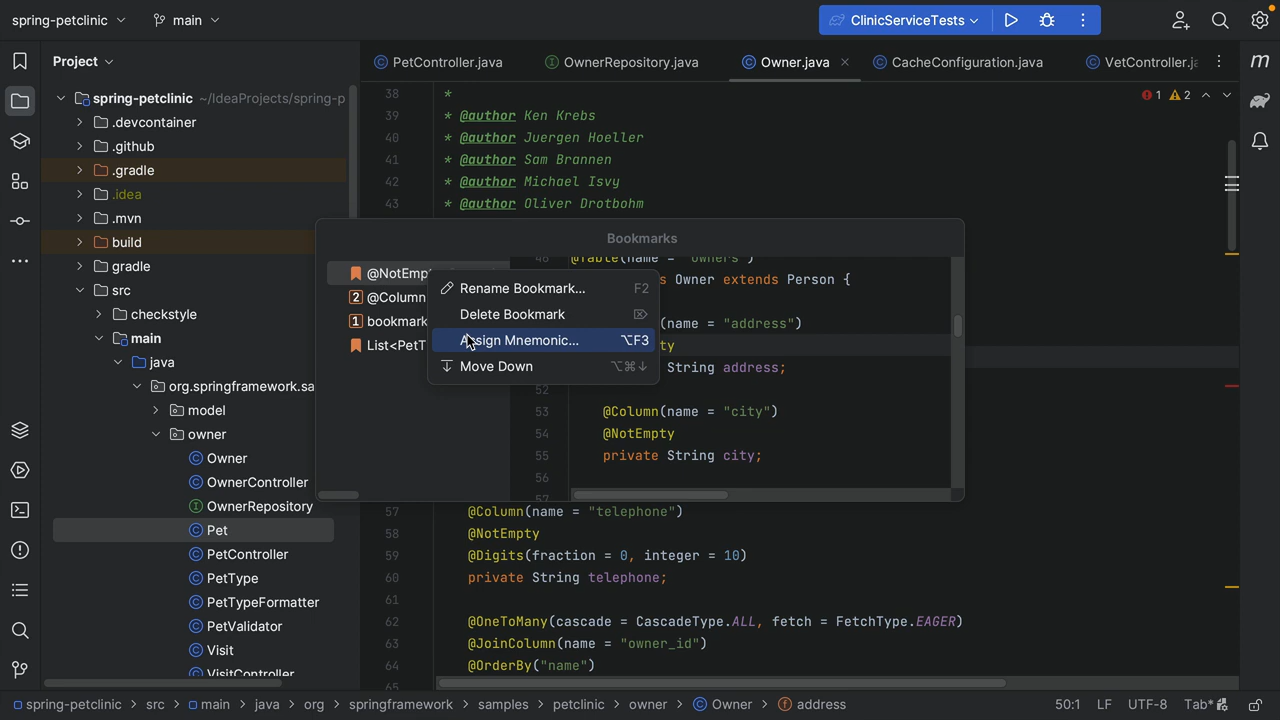 spring-petclinic main ClinicServiceTests
Project
PetController.java OwnerRepository.java Owner.java CacheConfiguration.java VetController.ja
spring-petclinic ~/IdeaProjects/spring-p
.devcontainer
.github
.gradle
.idea
.mvn
build
gradle
src
checkstyle
main
java
org.springframework.sa
model
owner
Owner
OwnerController
OwnerRepository
Pet
PetController
PetType
PetTypeFormatter
PetValidator
Visit
VisitController
1 2
38 *
39 * @author Ken Krebs
40 * @author Juergen Hoeller
41 * @author Sam Brannen
42 * @author Michael Isvy
43 * @author Oliver Drotbohm
Bookmarks
@NotEmp
2 @Column
1 bookmark
List<PetT
Rename Bookmark... F2
Delete Bookmark ⌦
Assign Mnemonic... ⌥F3
Move Down ⌥⌘↓
@Table(name = "owners")
s Owner extends Person {
(name = "address")
ty
String address;
52
53 @Column(name = "city")
54 @NotEmpty
55 private String city;
56
57
57 @Column(name = "telephone")
58 @NotEmpty
59 @Digits(fraction = 0, integer = 10)
60 private String telephone;
61
62 @OneToMany(cascade = CascadeType.ALL, fetch = FetchType.EAGER)
63 @JoinColumn(name = "owner_id")
64 @OrderBy("name")
65
spring-petclinic > src > main > java > org > springframework > samples > petclinic > owner > Owner > address 50:1 LF UTF-8 Tab*